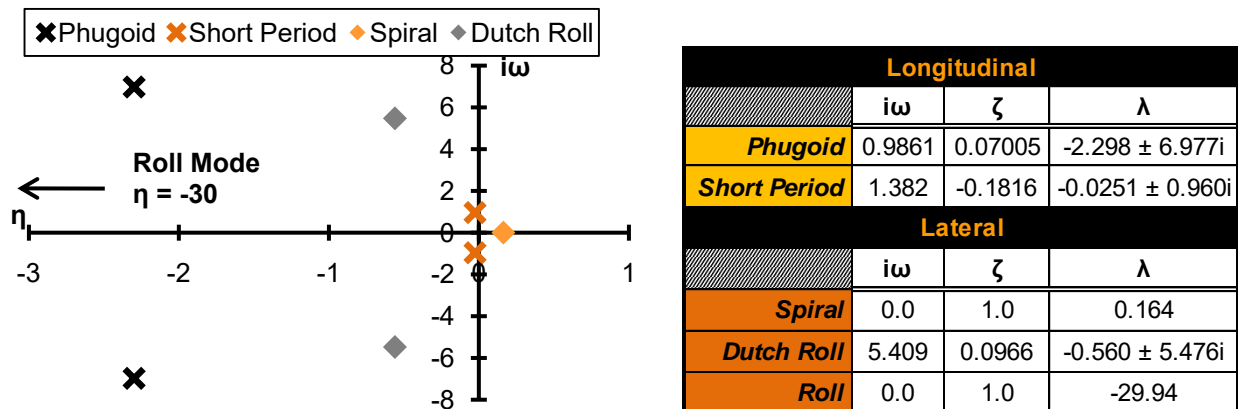 Phugoid Short Period Spiral Dutch Roll
8 iω
6
4
2
0
-2
-4
-6
-8
Roll Mode
η = -30
η
-3 -2 -1 0 1
Longitudinal
iω ζ λ
Phugoid 0.9861 0.07005 -2.298 ± 6.977i
Short Period 1.382 -0.1816 -0.0251 ± 0.960i
Lateral
iω ζ λ
Spiral 0.0 1.0 0.164
Dutch Roll 5.409 0.0966 -0.560 ± 5.476i
Roll 0.0 1.0 -29.94